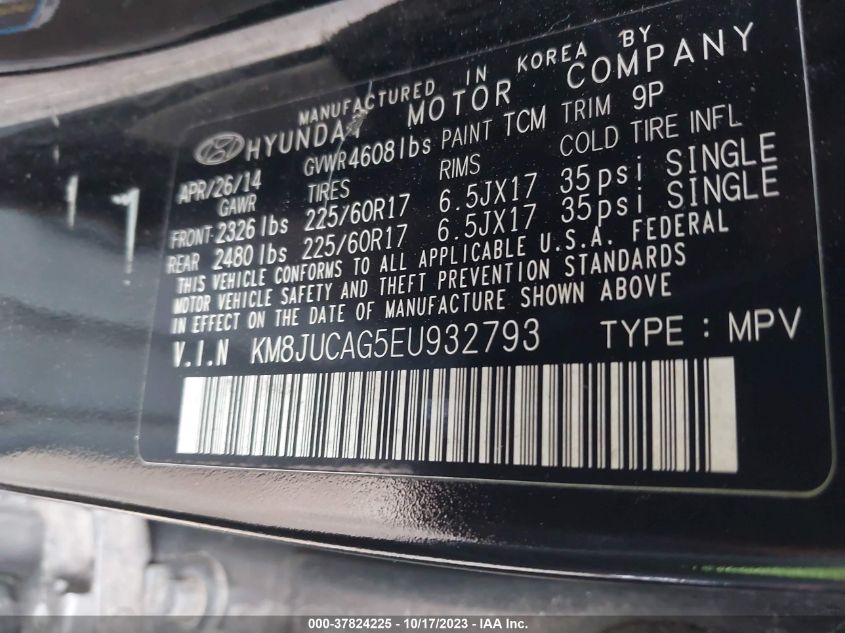 MANUFACTURED IN KOREA BY
HYUNDAI MOTOR COMPANY
APR/26/14 GVWR 4608 lbs PAINT TCM TRIM 9P
GAWR TIRES RIMS COLD TIRE INFL
FRONT 2326 lbs 225/60R17 6.5JX17 35psi SINGLE
REAR 2480 lbs 225/60R17 6.5JX17 35psi SINGLE
THIS VEHICLE CONFORMS TO ALL APPLICABLE U.S.A. FEDERAL
MOTOR VEHICLE SAFETY AND THEFT PREVENTION STANDARDS
IN EFFECT ON THE DATE OF MANUFACTURE SHOWN ABOVE
V.I.N KM8JUCAG5EU932793 TYPE : MPV
000-37824225 - 10/17/2023 - IAA Inc.